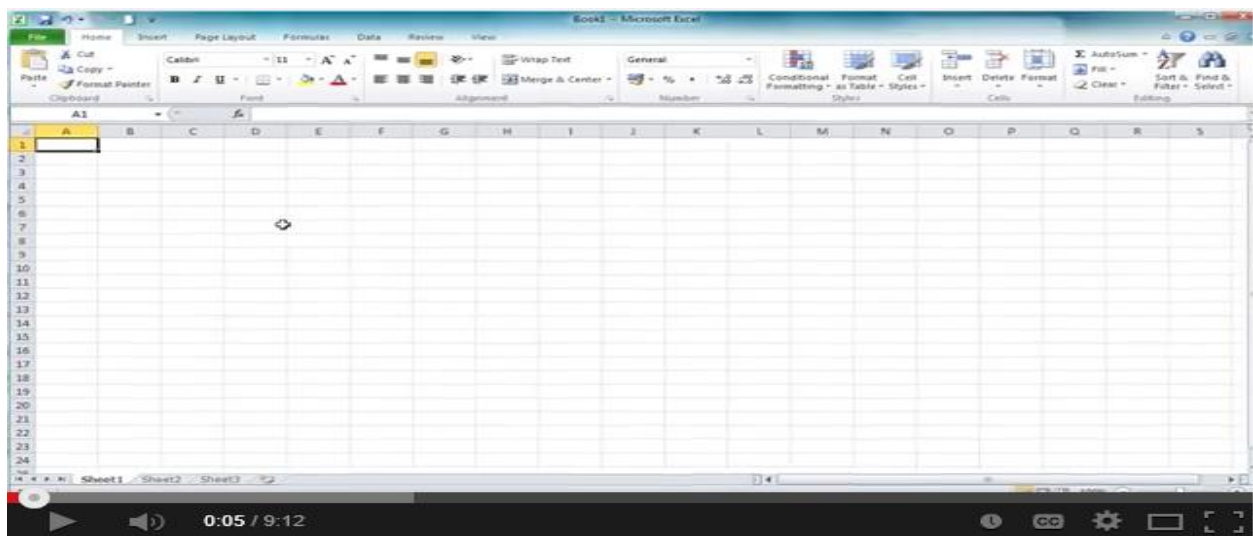 Book1 - Microsoft Excel
File Home Insert Page Layout Formulas Data Review View
Cut Calibri 11 A A Wrap Text General Σ AutoSum
Copy Fill
Paste Format Painter B I U A Merge & Center % Conditional Formatting Format as Table Cell Styles Insert Delete Format Clear Sort & Filter Find & Select
Clipboard Font Alignment Number Styles Cells Editing
A1 fx
A B C D E F G H I J K L M N O P Q R S
1
2
3
4
5
6
7
8
9
10
11
12
13
14
15
16
17
18
19
20
21
22
23
24
Sheet1 Sheet2 Sheet3
0:05 / 9:12 CC